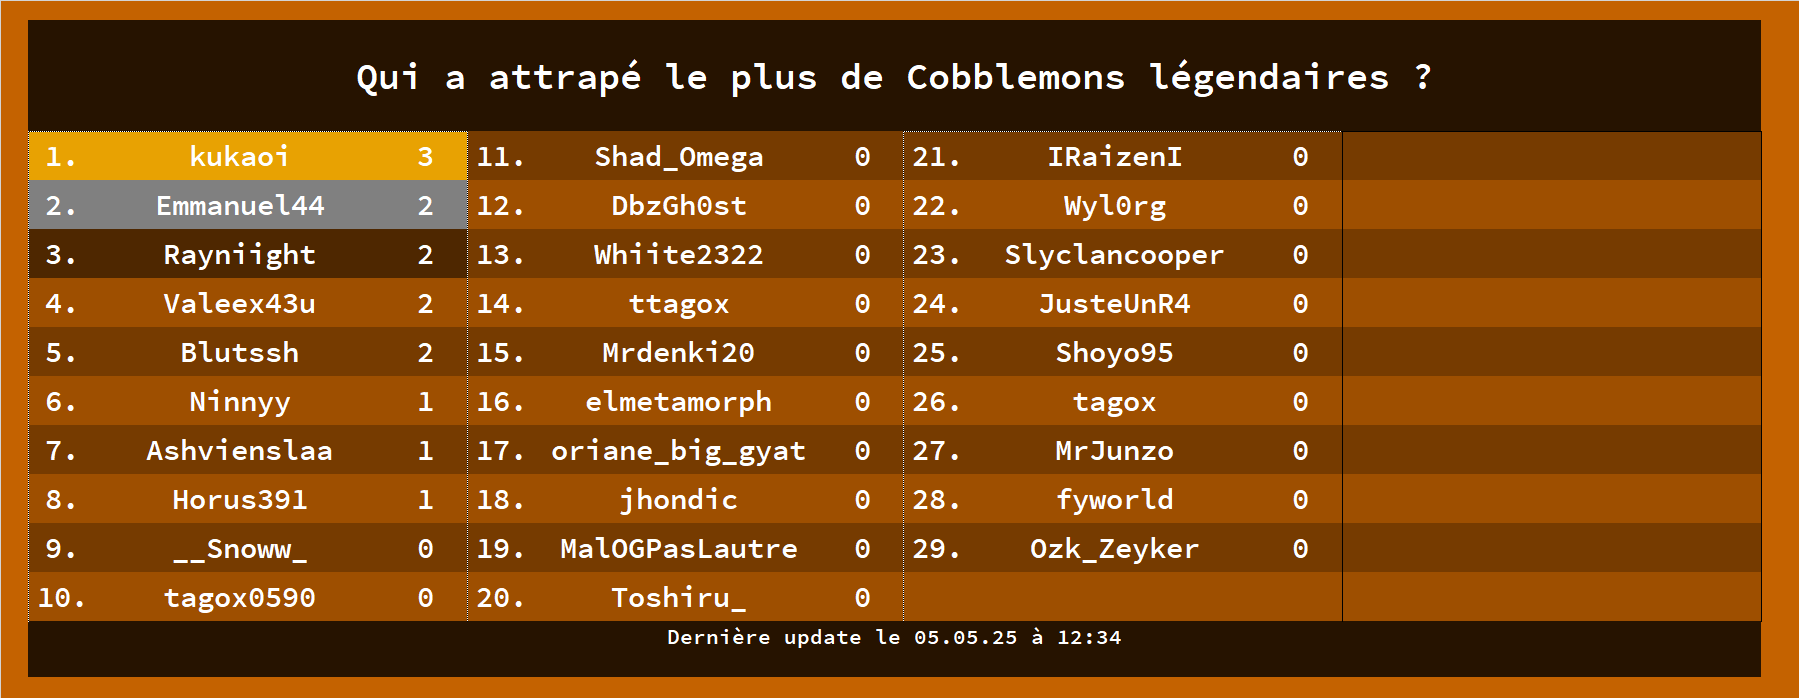 Qui a attrapé le plus de Cobblemons légendaires ?
1. kukaoi 3
2. Emmanuel44 2
3. Rayniight 2
4. Valeex43u 2
5. Blutssh 2
6. Ninnyy 1
7. Ashvienslaa 1
8. Horus391 1
9. __Snoww_ 0
10. tagox0590 0
11. Shad_Omega 0
12. DbzGh0st 0
13. Whiite2322 0
14. ttagox 0
15. Mrdenki20 0
16. elmetamorph 0
17. oriane_big_gyat 0
18. jhondic 0
19. MalOGPasLautre 0
20. Toshiru_ 0
21. IRaizenI 0
22. Wyl0rg 0
23. Slyclancooper 0
24. JusteUnR4 0
25. Shoyo95 0
26. tagox 0
27. MrJunzo 0
28. fyworld 0
29. Ozk_Zeyker 0
Dernière update le 05.05.25 à 12:34